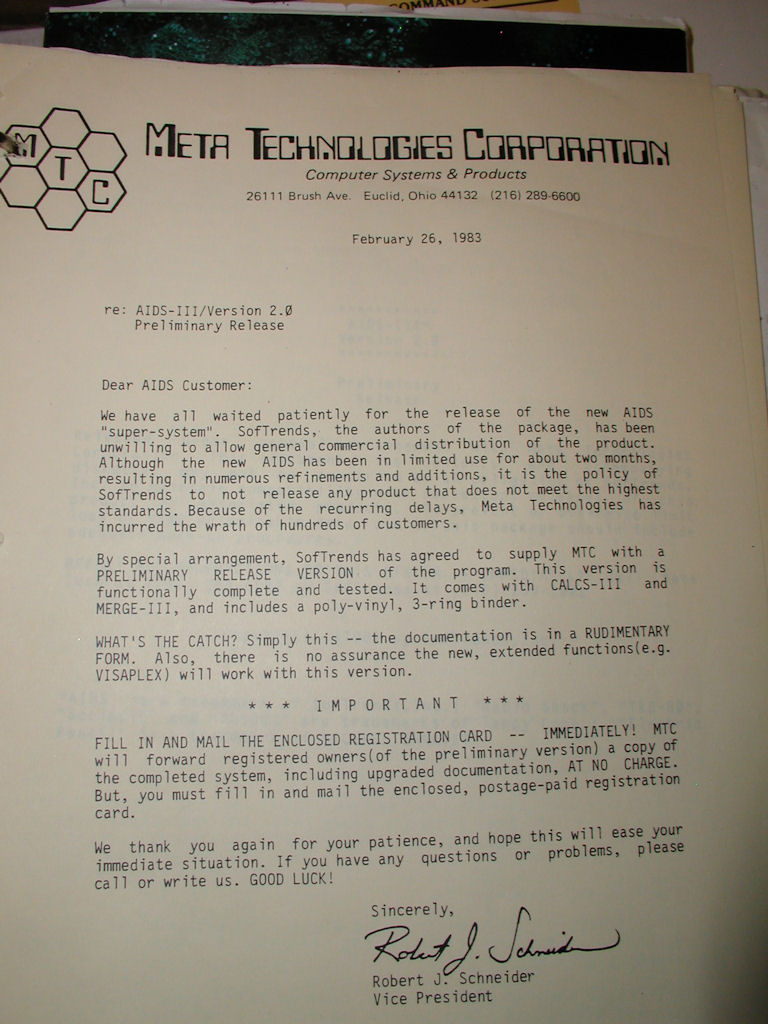 OMMAND
M
T
C
META TECHNOLOGIES CORPORATION
Computer Systems & Products
26111 Brush Ave. Euclid, Ohio 44132 (216) 289-6600
February 26, 1983
re: AIDS-III/Version 2.0
Preliminary Release
Dear AIDS Customer:
We have all waited patiently for the release of the new AIDS
"super-system". SofTrends, the authors of the package, has been
unwilling to allow general commercial distribution of the product.
Although the new AIDS has been in limited use for about two months,
resulting in numerous refinements and additions, it is the policy of
SofTrends to not release any product that does not meet the highest
standards. Because of the recurring delays, Meta Technologies has
incurred the wrath of hundreds of customers.
By special arrangement, SofTrends has agreed to supply MTC with a
PRELIMINARY RELEASE VERSION of the program. This version is
functionally complete and tested. It comes with CALCS-III and
MERGE-III, and includes a poly-vinyl, 3-ring binder.
WHAT'S THE CATCH? Simply this -- the documentation is in a RUDIMENTARY
FORM. Also, there is no assurance the new, extended functions(e.g.
VISAPLEX) will work with this version.
* * * I M P O R T A N T * * *
FILL IN AND MAIL THE ENCLOSED REGISTRATION CARD -- IMMEDIATELY! MTC
will forward registered owners(of the preliminary version) a copy of
the completed system, including upgraded documentation, AT NO CHARGE.
But, you must fill in and mail the enclosed, postage-paid registration
card.
We thank you again for your patience, and hope this will ease your
immediate situation. If you have any questions or problems, please
call or write us. GOOD LUCK!
Sincerely,
Robert J. Schneider
Robert J. Schneider
Vice President